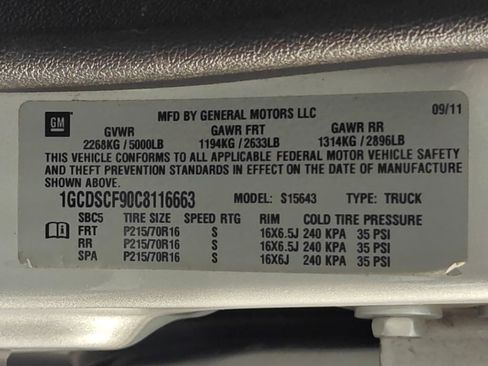 GM
MFD BY GENERAL MOTORS LLC 09/11
GVWR GAWR FRT GAWR RR
2268KG / 5000LB 1194KG / 2633LB 1314KG / 2896LB
THIS VEHICLE CONFORMS TO ALL APPLICABLE FEDERAL MOTOR VEHICLE SAFETY
AND THEFT PREVENTION STANDARDS IN EFFECT ON THE DATE OF MANUFACTURE
SHOWN ABOVE.
1GCDSCF90C8116663 MODEL: S15643 TYPE: TRUCK
SBC5 TIRE SIZE SPEED RTG RIM COLD TIRE PRESSURE
FRT P215/70R16 S 16X6.5J 240 KPA 35 PSI
RR P215/70R16 S 16X6.5J 240 KPA 35 PSI
SPA P215/70R16 S 16X6J 240 KPA 35 PSI